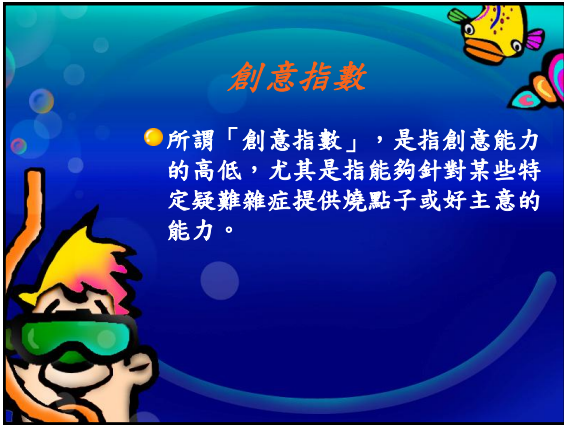 創意指數
所謂「創意指數」，是指創意能力
的高低，尤其是指能夠針對某些特
定疑難雜症提供燒點子或好主意的
能力。